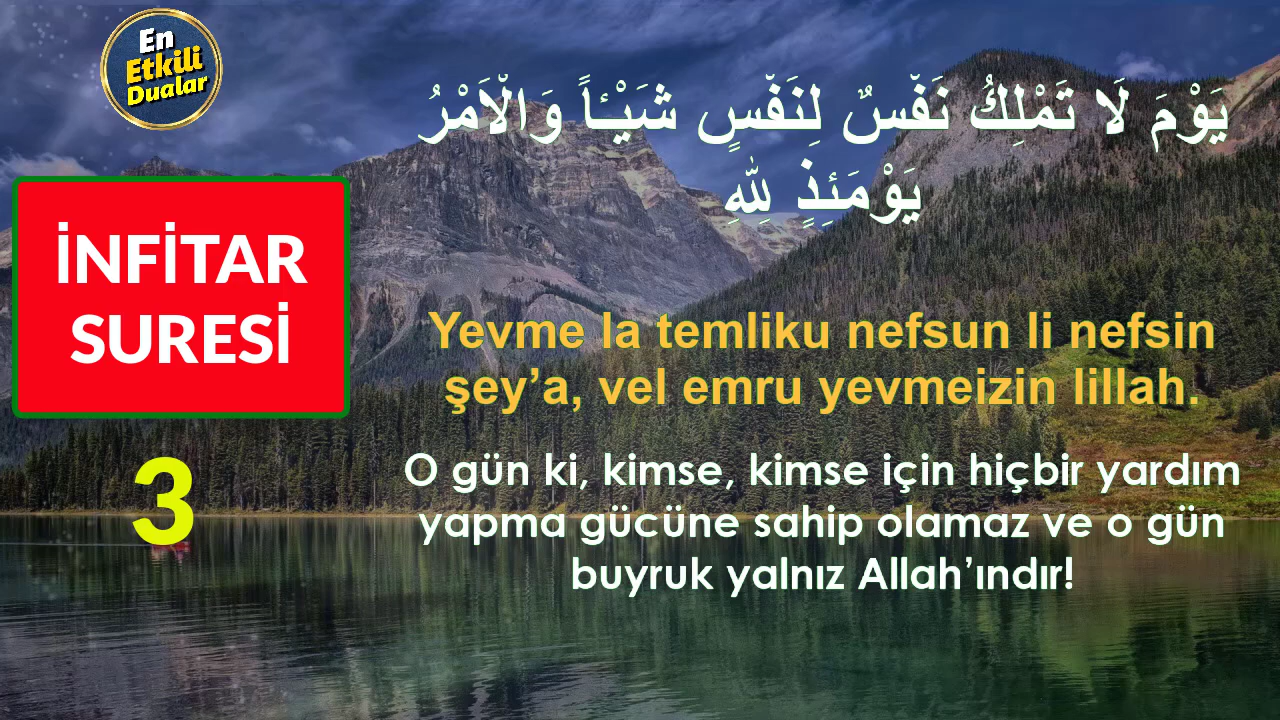 En
Etkili
Dualar
İNFİTAR
SURESİ
3
يَوْمَ لَا تَمْلِكُ نَفْسٌ لِنَفْسٍ شَيْـٔاً وَالْاَمْرُ
يَوْمَئِذٍ لِلّٰهِ
Yevme la temliku nefsun li nefsin
şey’a, vel emru yevmeizin lillah.
O gün ki, kimse, kimse için hiçbir yardım
yapma gücüne sahip olamaz ve o gün
buyruk yalnız Allah’ındır!